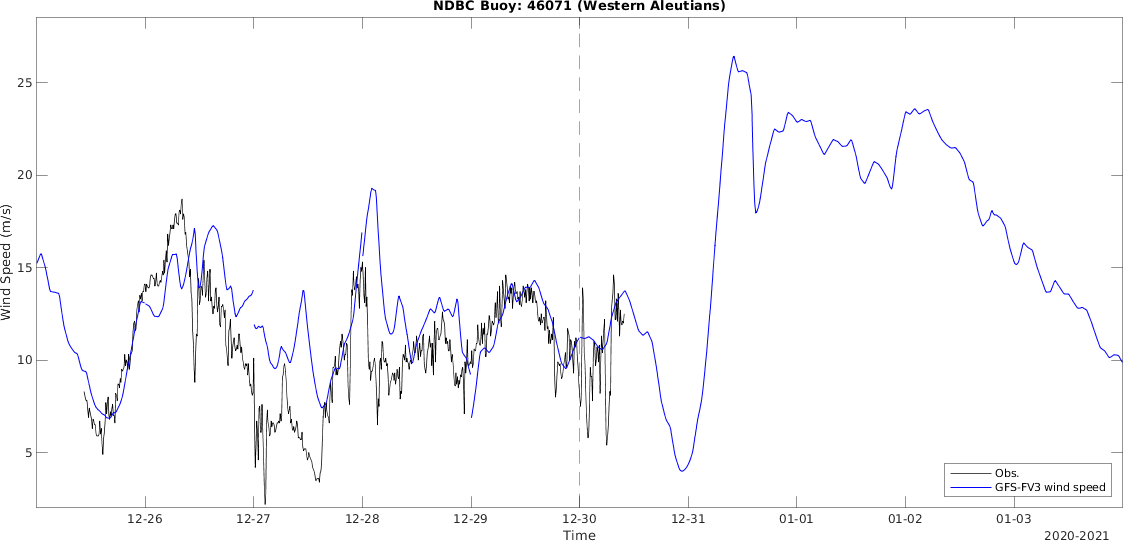 NDBC Buoy: 46071 (Western Aleutians)
25
20
15
10
5
Wind Speed (m/s)
Obs.
GFS-FV3 wind speed
12-26 12-27 12-28 12-29 12-30 12-31 01-01 01-02 01-03
Time
2020-2021